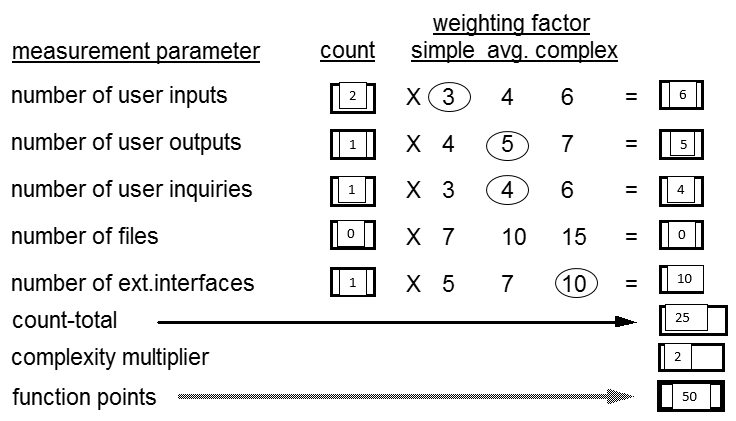 weighting factor
measurement parameter count simple avg. complex
number of user inputs 2 X 3 4 6 = 6
number of user outputs 1 X 4 5 7 = 5
number of user inquiries 1 X 3 4 6 = 4
number of files 0 X 7 10 15 = 0
number of ext.interfaces 1 X 5 7 10 = 10
count-total 25
complexity multiplier 2
function points 50